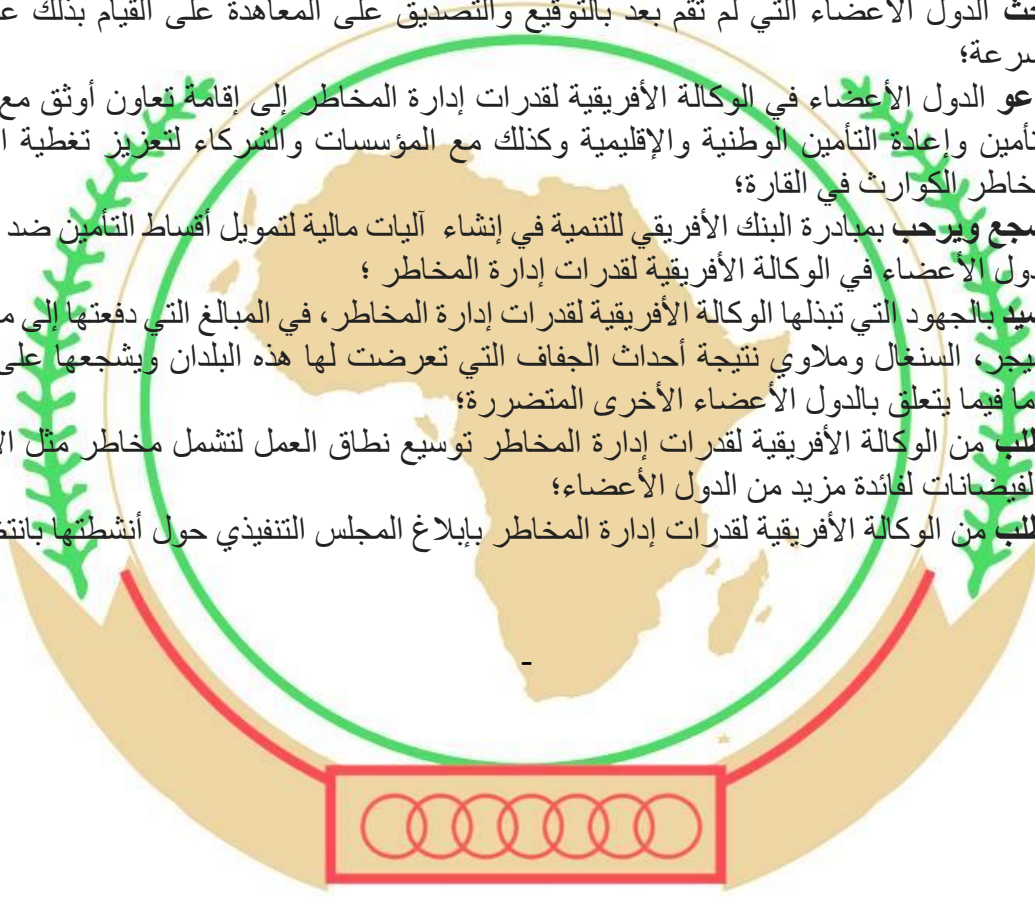 حث الدول الأعضاء التي لم تقم بعد بالتوقيع والتصديق على المعاهدة على القيام بذلك
سرعة؛
عو الدول الأعضاء في الوكالة الأفريقية لقدرات إدارة المخاطر إلى إقامة تعاون أوثق مع
تأمين وإعادة التأمين الوطنية والإقليمية وكذلك مع المؤسسات والشركاء لتعزيز تغطية
خاطر الكوارث في القارة؛
شجع ويرحب بمبادرة البنك الأفريقي للتنمية في إنشاء آليات مالية لتمويل أقساط التأمين ضد
دول الأعضاء في الوكالة الأفريقية لقدرات إدارة المخاطر ؛
شيد بالجهود التي تبذلها الوكالة الأفريقية لقدرات إدارة المخاطر، في المبالغ التي دفعتها إلى
يجر، السنغال وملاوي نتيجة أحداث الجفاف التي تعرضت لها هذه البلدان ويشجعها على
ما فيما يتعلق بالدول الأعضاء الأخرى المتضررة؛
طلب من الوكالة الأفريقية لقدرات إدارة المخاطر توسيع نطاق العمل لتشمل مخاطر مثل
لفيضانات لفائدة مزيد من الدول الأعضاء؛
طلب من الوكالة الأفريقية لقدرات إدارة المخاطر بإبلاغ المجلس التنفيذي حول أنشطتها
-